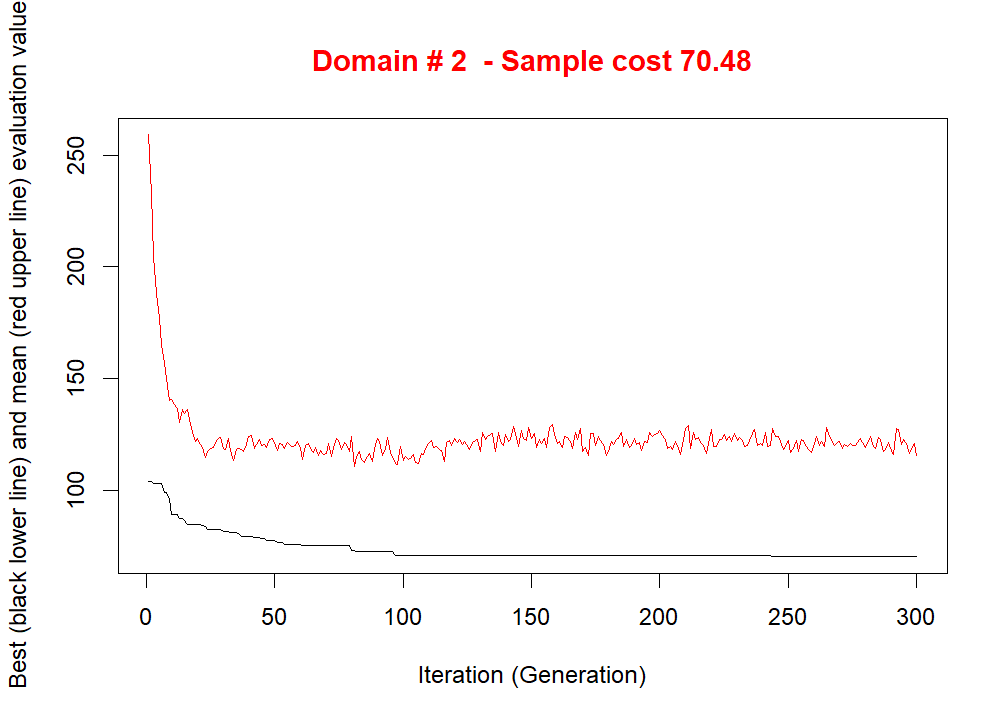 Domain # 2  - Sample cost 70.48
Best (black lower line) and mean (red upper line) evaluation value
250
200
150
100
0 50 100 150 200 250 300
Iteration (Generation)